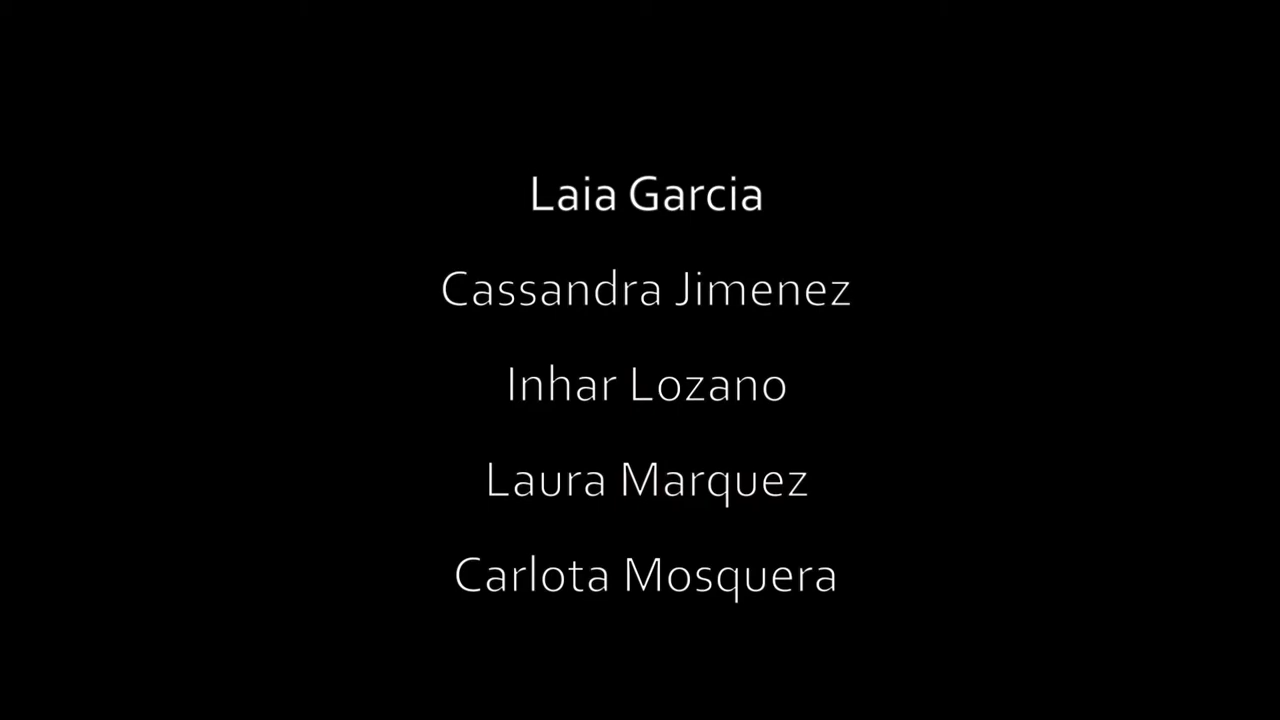 Laia Garcia
Cassandra Jimenez
Inhar Lozano
Laura Marquez
Carlota Mosquera